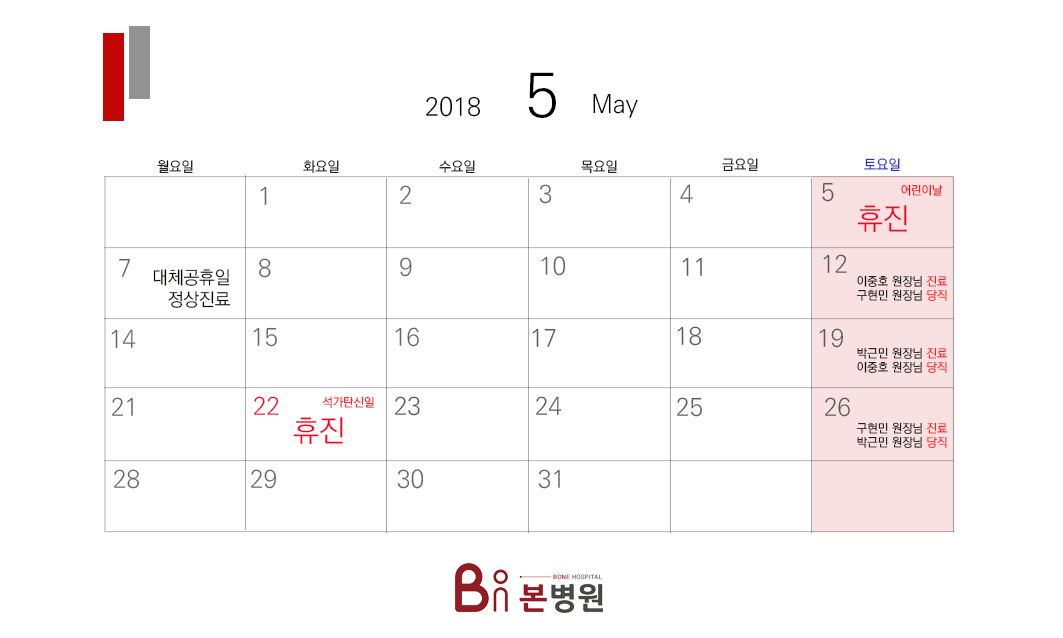 2018 5 May
월요일 화요일 수요일 목요일 금요일 토요일
1 2 3 4 5 어린이날
휴진
7 대체공휴일
정상진료
8 9 10 11 12
이중호 원장님 진료
구현민 원장님 당직
14 15 16 17 18 19
박근민 원장님 진료
이중호 원장님 당직
21 22 석가탄신일
휴진
23 24 25 26
구현민 원장님 진료
박근민 원장님 당직
28 29 30 31
Bon BONE HOSPITAL
본병원